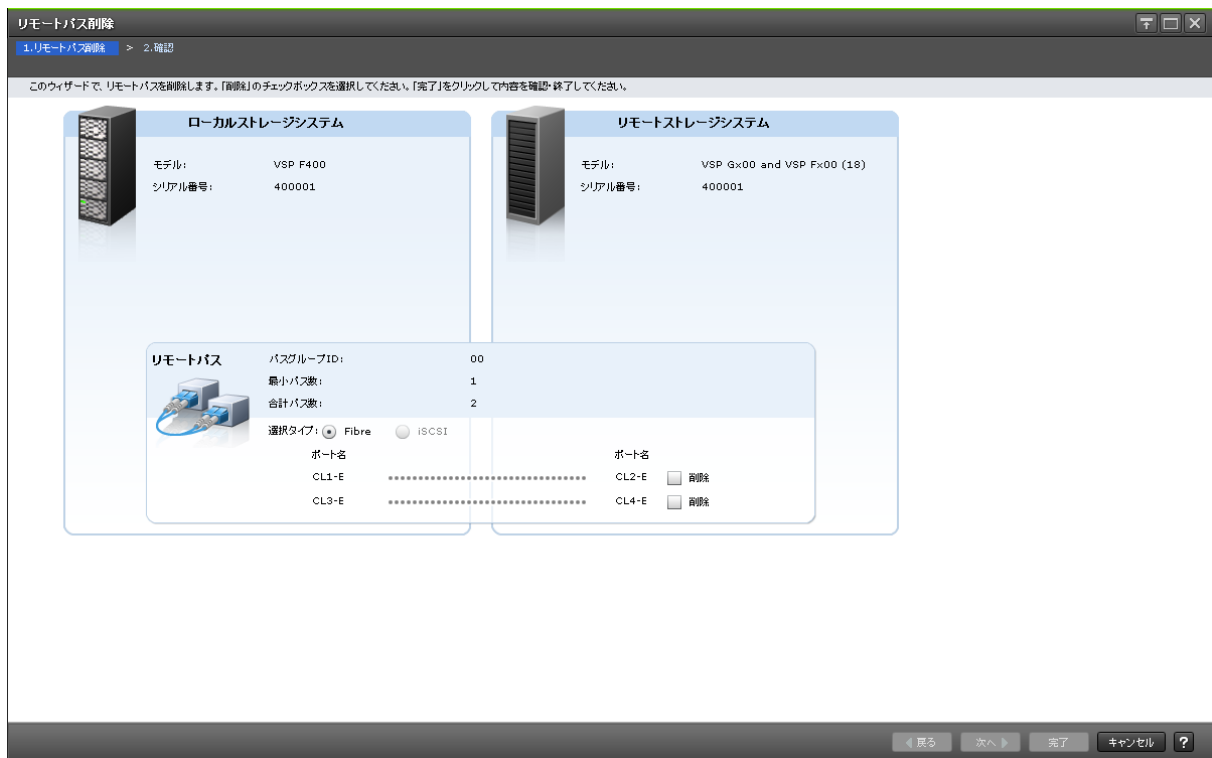 リモートパス削除
1.リモートパス削除 > 2.確認
このウィザードで、リモートパスを削除します。「削除」のチェックボックスを選択してください。「完了」をクリックして内容を確認・終了してください。
ローカルストレージシステム
モデル: VSP F400
シリアル番号: 400001
リモートストレージシステム
モデル: VSP Gx00 and VSP Fx00 (18)
シリアル番号: 400001
リモートパス
パスグループID: 00
最小パス数: 1
合計パス数: 2
選択タイプ: Fibre iSCSI
ポート名 ポート名
CL1-E CL2-E 削除
CL3-E CL4-E 削除
戻る 次へ 完了 キャンセル ?